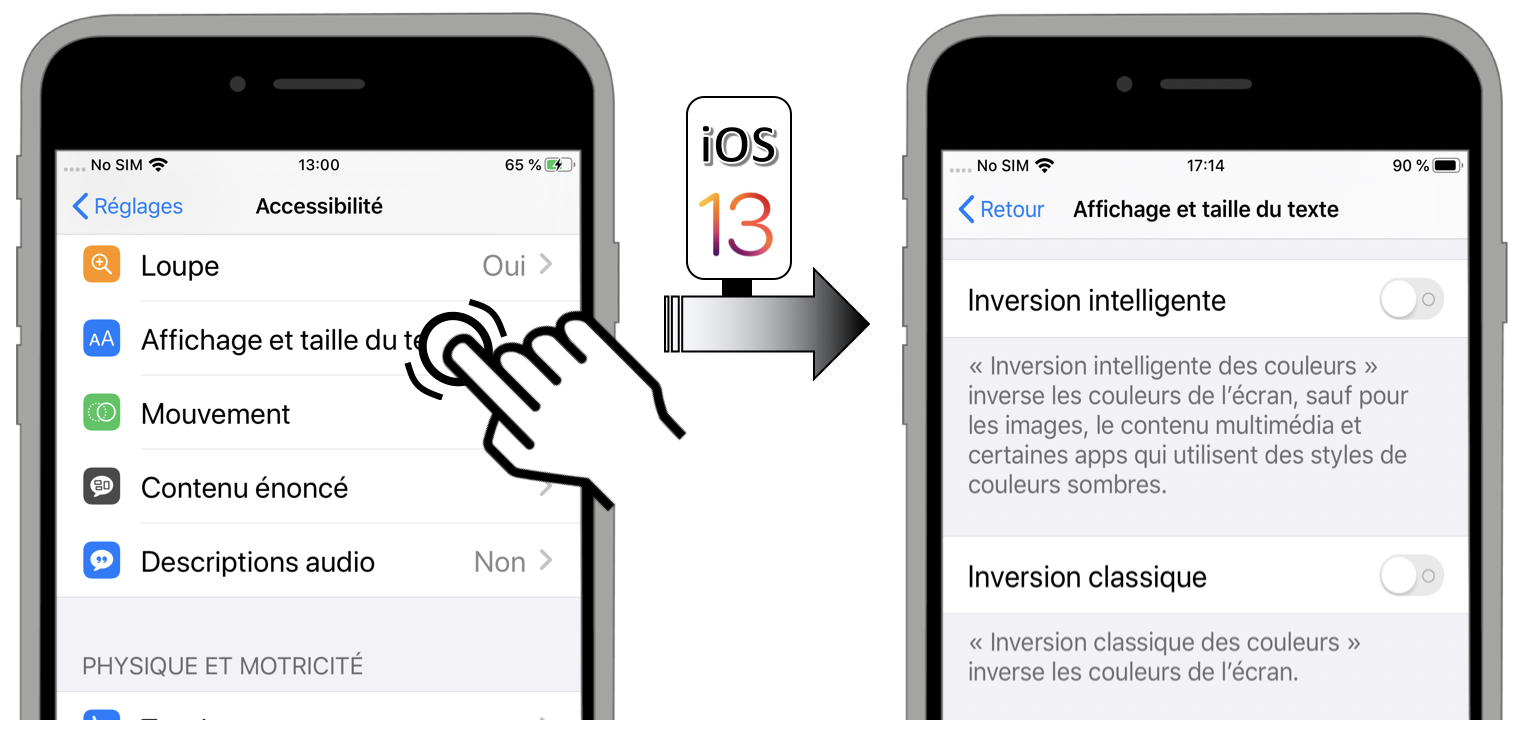 No SIM 13:00 65 %
Réglages Accessibilité
Loupe Oui
AA Affichage et taille du te
Mouvement
Contenu énoncé
Descriptions audio Non
PHYSIQUE ET MOTRICITÉ
iOS
13
No SIM 17:14 90 %
Retour Affichage et taille du texte
Inversion intelligente
« Inversion intelligente des couleurs »
inverse les couleurs de l’écran, sauf pour
les images, le contenu multimédia et
certaines apps qui utilisent des styles de
couleurs sombres.
Inversion classique
« Inversion classique des couleurs »
inverse les couleurs de l’écran.